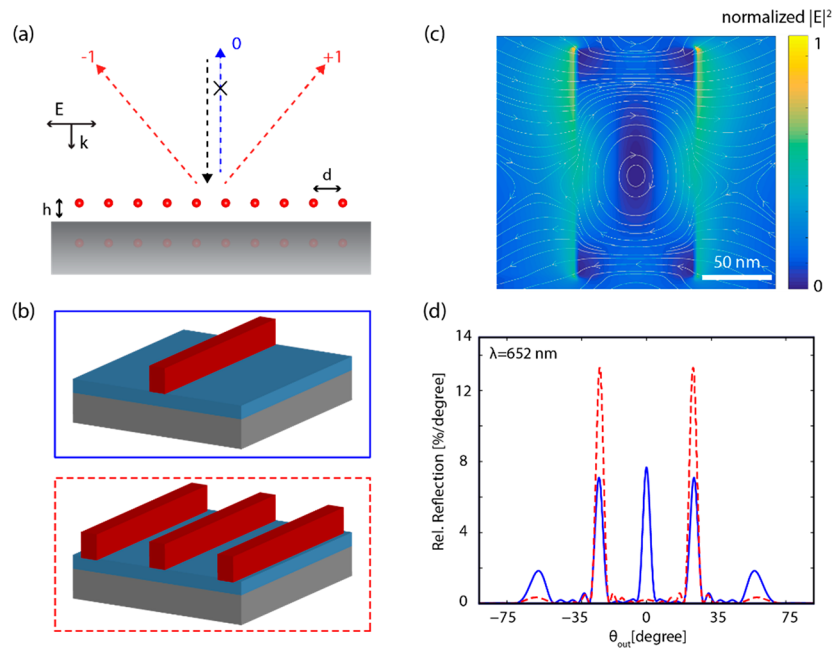 (a)
0
-1
+1
E
k
d
h
(b)
(c)
normalized |E|²
1
50 nm
0
(d)
λ=652 nm
Rel. Reflection [%/degree]
14
12
8
4
0
−75
−35
0
35
75
θout[degree]